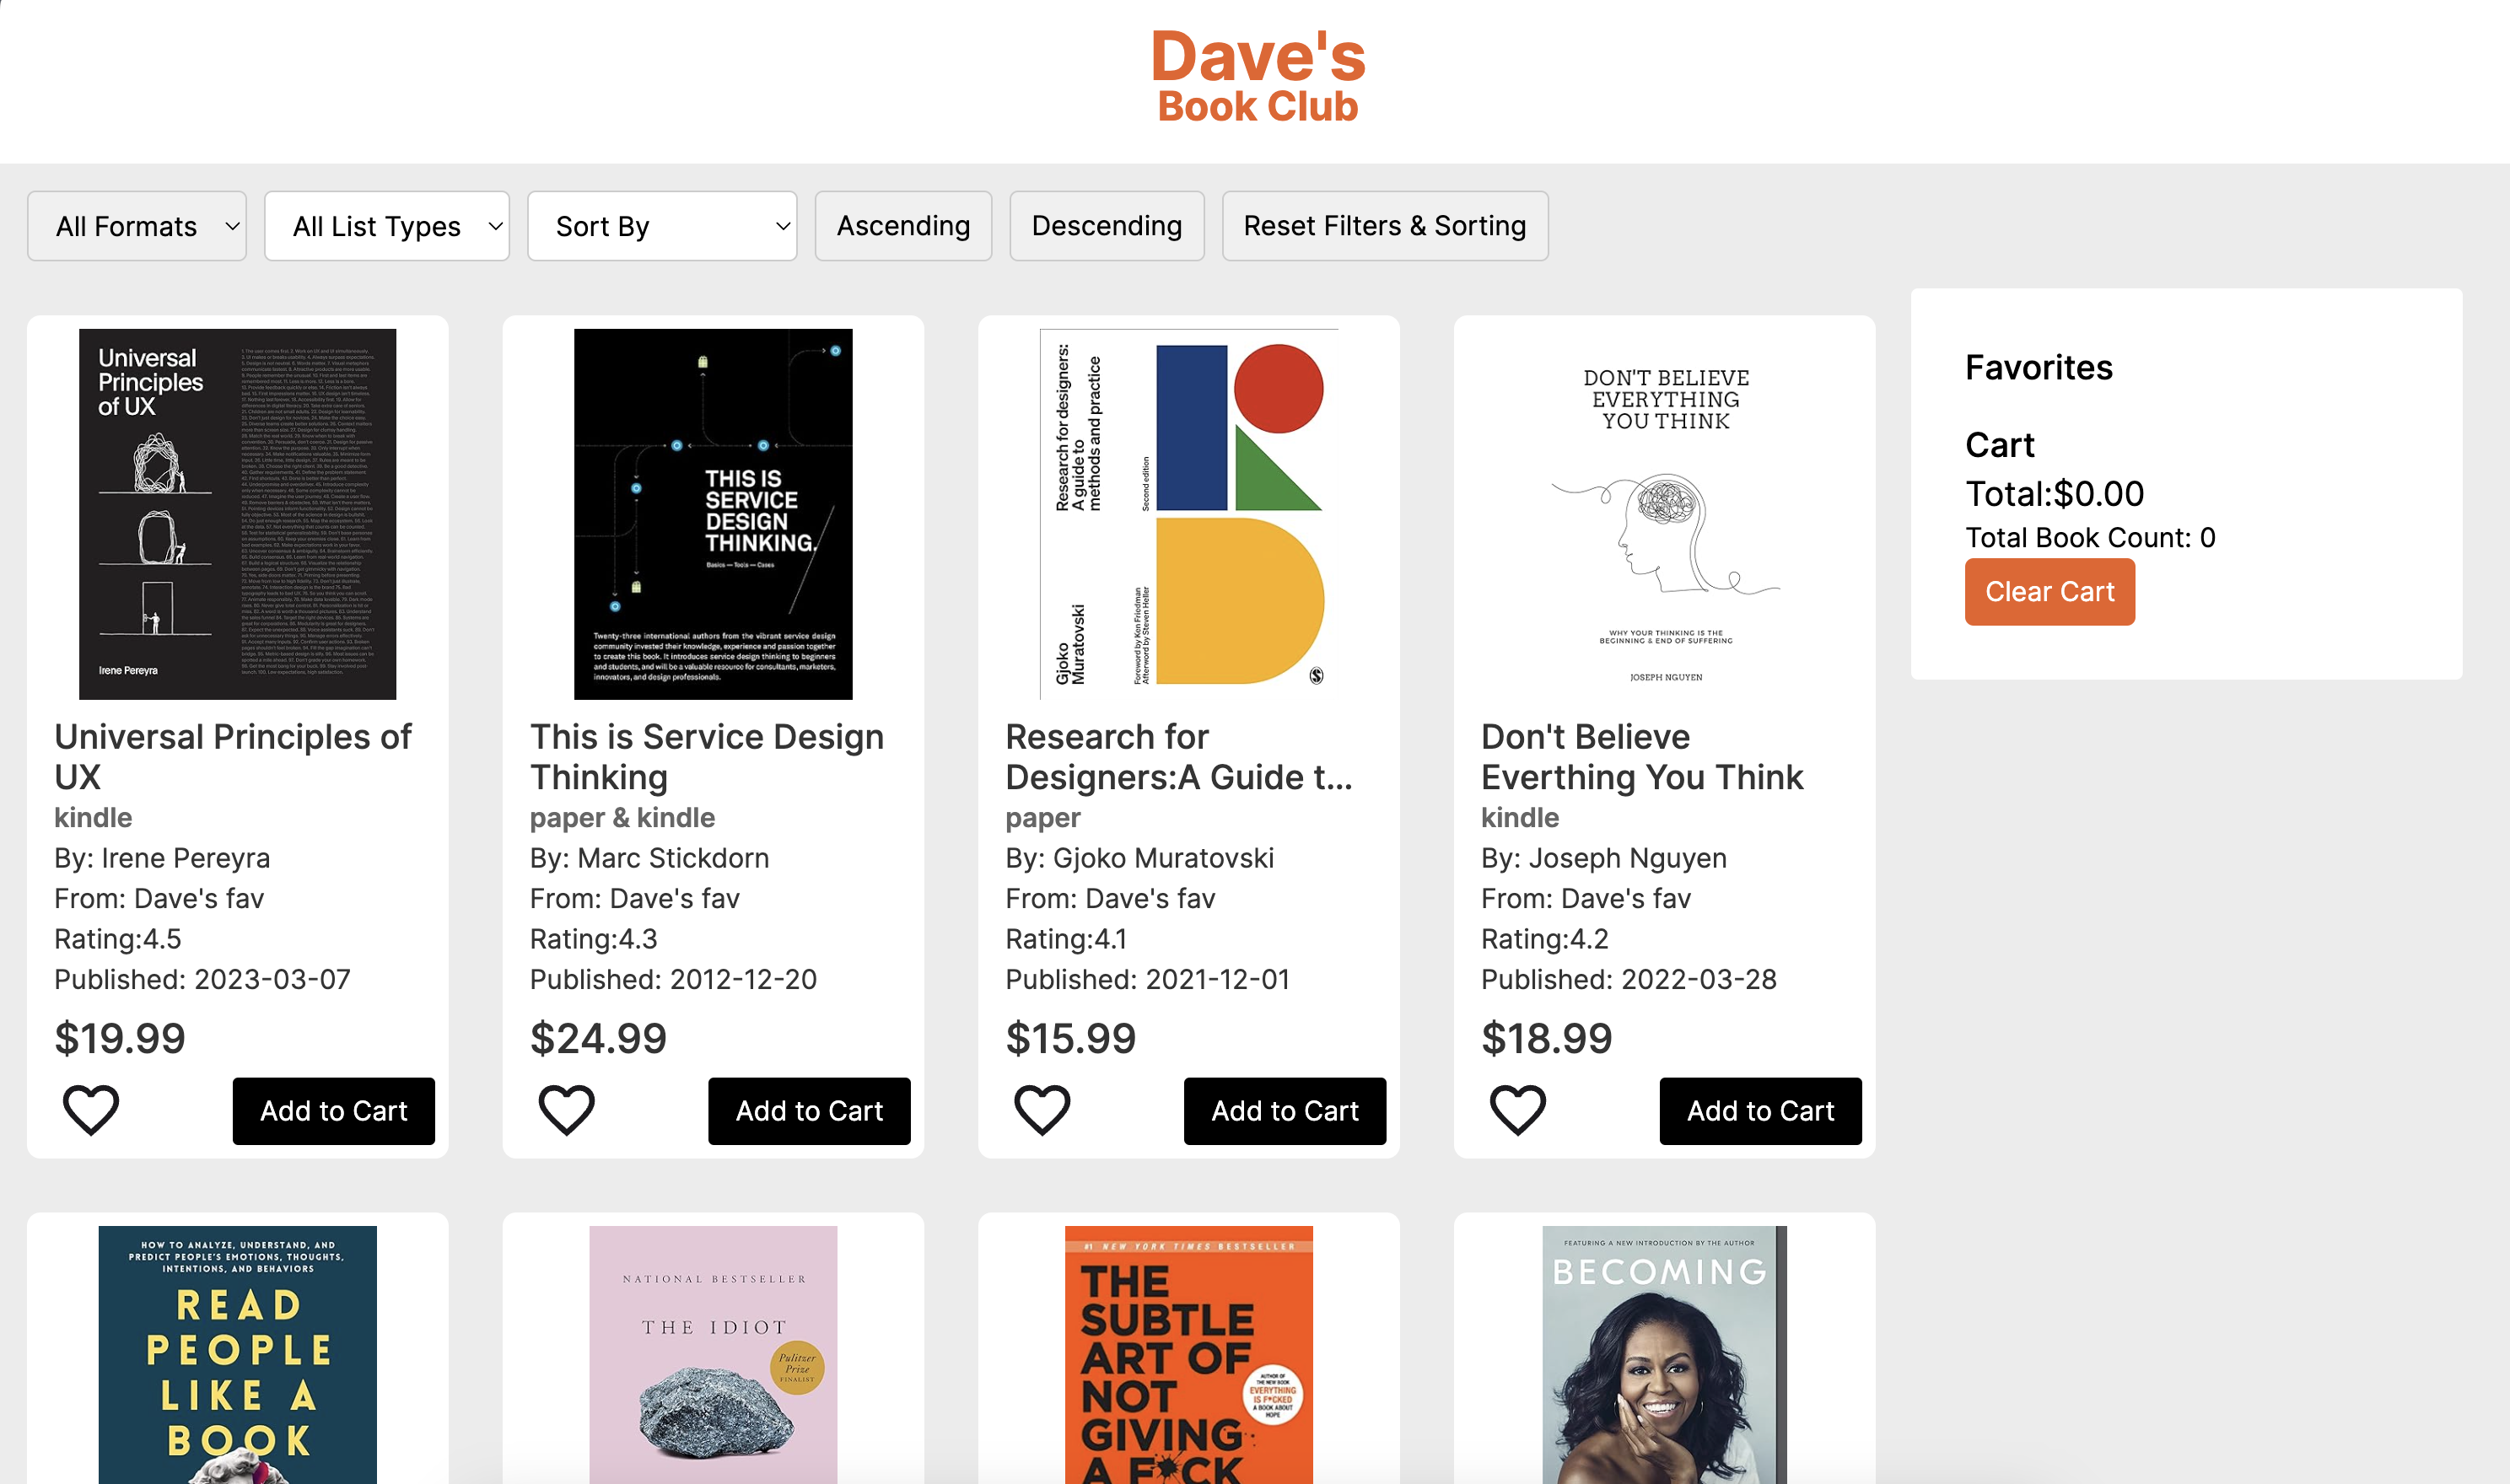 Dave's
Book Club
All Formats
All List Types
Sort By
Ascending
Descending
Reset Filters & Sorting
Universal
Principles
of UX
Irene Pereyra
Universal Principles of
UX
kindle
By: Irene Pereyra
From: Dave's fav
Rating:4.5
Published: 2023-03-07
$19.99
Add to Cart
THIS IS
SERVICE
DESIGN
THINKING.
Basics — Tools — Cases
Twenty-three international authors from the vibrant service design
community invested their knowledge, experience and passion together
to create this book. It introduces service design thinking to beginners
and students, and will be a valuable resource for consultants, marketers,
innovators, and design professionals.
This is Service Design
Thinking
paper & kindle
By: Marc Stickdorn
From: Dave's fav
Rating:4.3
Published: 2012-12-20
$24.99
Add to Cart
Research for designers:
A guide to
methods and practice
Second edition
Gjoko
Muratovski
Foreword by Ken Friedman
Afterword by Steven Heller
Research for
Designers:A Guide t...
paper
By: Gjoko Muratovski
From: Dave's fav
Rating:4.1
Published: 2021-12-01
$15.99
Add to Cart
DON'T BELIEVE
EVERYTHING
YOU THINK
WHY YOUR THINKING IS THE
BEGINNING & END OF SUFFERING
JOSEPH NGUYEN
Don't Believe
Everthing You Think
kindle
By: Joseph Nguyen
From: Dave's fav
Rating:4.2
Published: 2022-03-28
$18.99
Add to Cart
Favorites
Cart
Total:$0.00
Total Book Count: 0
Clear Cart
HOW TO ANALYZE, UNDERSTAND, AND
PREDICT PEOPLE'S EMOTIONS, THOUGHTS,
INTENTIONS, AND BEHAVIORS
READ
PEOPLE
LIKE A
BOOK
NATIONAL BESTSELLER
THE IDIOT
Pulitzer
Prize
FINALIST
#1 NEW YORK TIMES BESTSELLER
THE
SUBTLE
ART OF
NOT
GIVING
A F*CK
AUTHOR OF
THE NEW BOOK
EVERYTHING
IS F*CKED
A BOOK ABOUT
HOPE
FEATURING A NEW INTRODUCTION BY THE AUTHOR
BECOMING